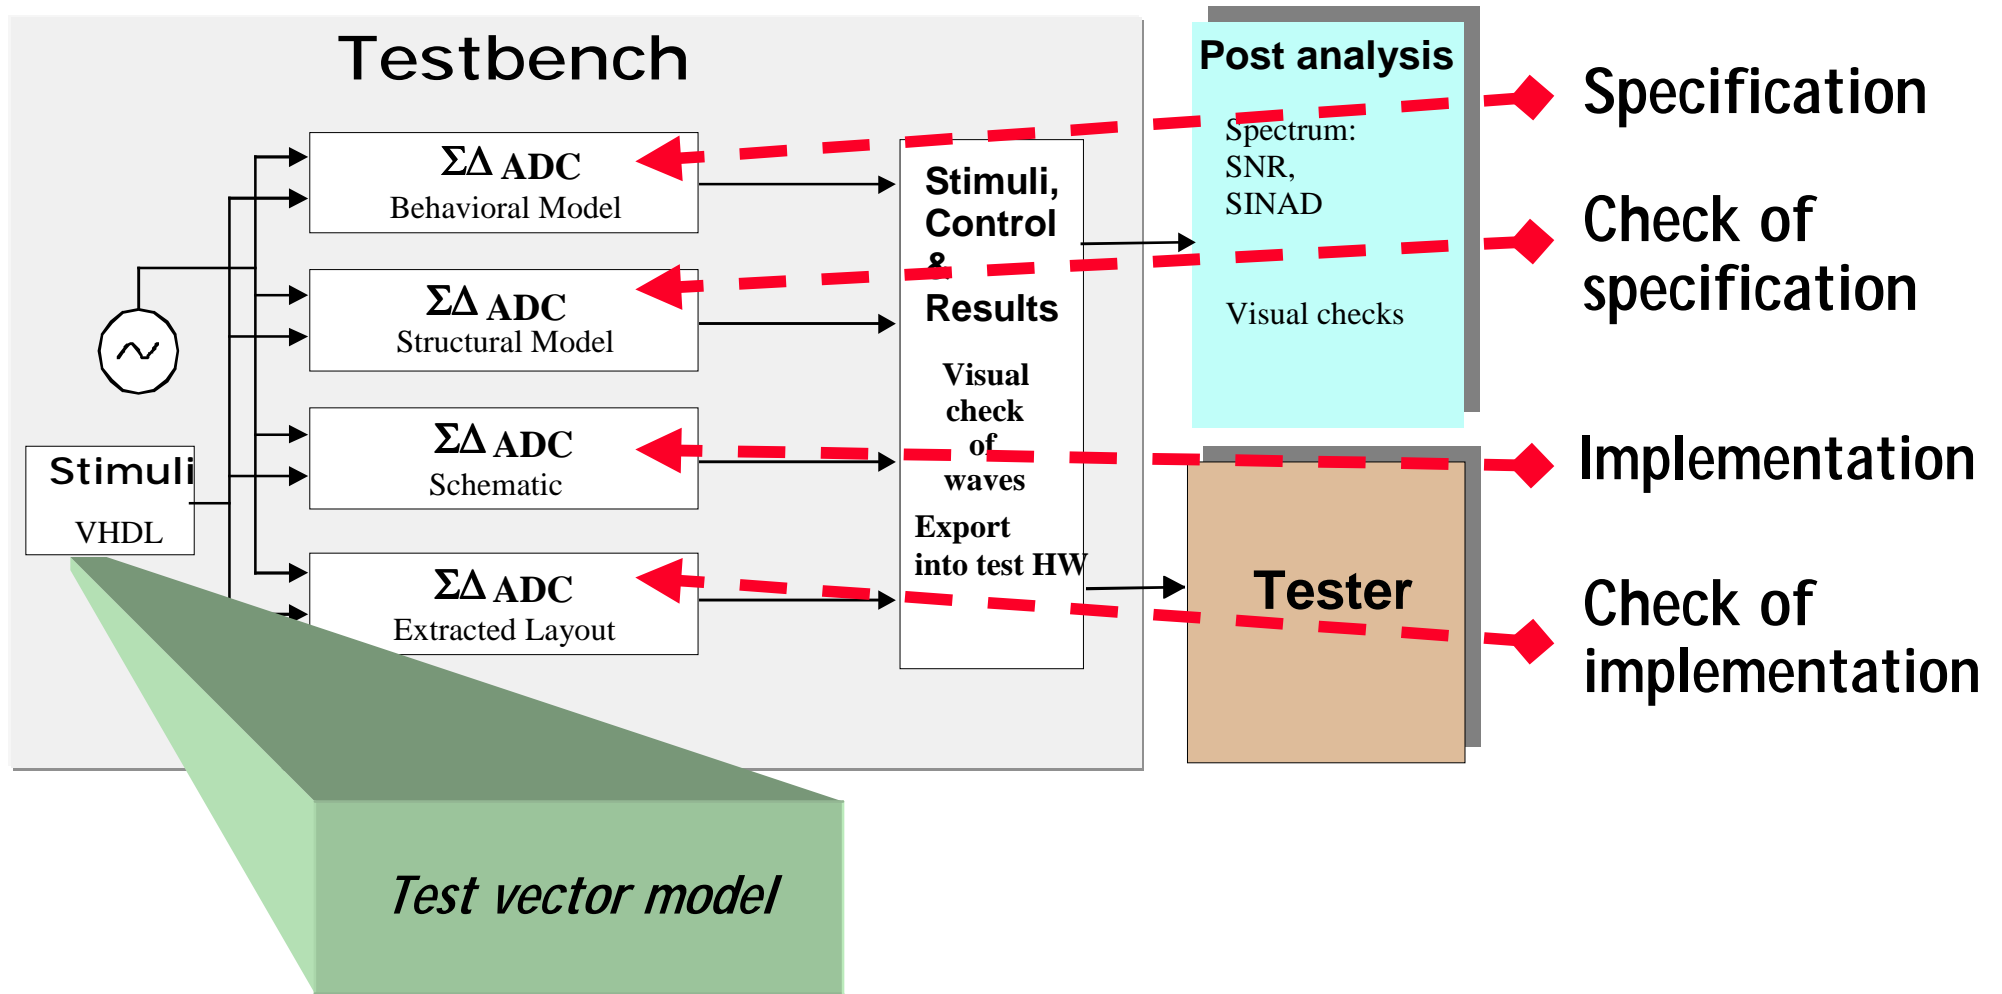 Testbench
ΣΔ ADC
Behavioral Model
ΣΔ ADC
Structural Model
ΣΔ ADC
Schematic
ΣΔ ADC
Extracted Layout
Stimuli
VHDL
Test vector model
Stimuli,
Control
&
Results
Visual
check
of
waves
Export
into test HW
Post analysis
Spectrum:
SNR,
SINAD
Visual checks
Tester
Specification
Check of
specification
Implementation
Check of
implementation